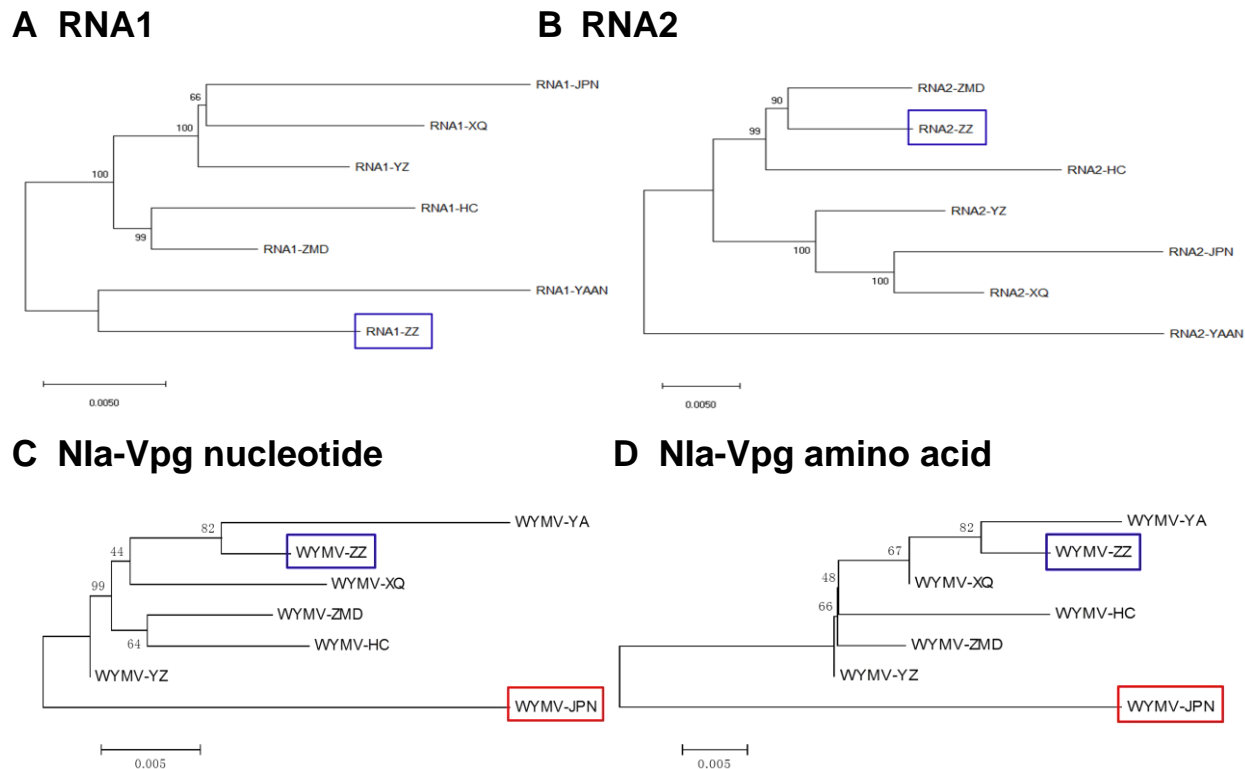 A RNA1
66
RNA1-JPN
RNA1-XQ
100
RNA1-YZ
100
RNA1-HC
99
RNA1-ZMD
RNA1-YAAN
RNA1-ZZ
0.0050
B RNA2
RNA2-ZMD
90
RNA2-ZZ
99
RNA2-HC
RNA2-YZ
100
RNA2-JPN
100
RNA2-XQ
RNA2-YAAN
0.0050
C NIa-Vpg nucleotide
WYMV-YA
82
WYMV-ZZ
44
WYMV-XQ
99
WYMV-ZMD
64
WYMV-HC
WYMV-YZ
WYMV-JPN
0.005
D NIa-Vpg amino acid
WYMV-YA
82
WYMV-ZZ
67
WYMV-XQ
48
WYMV-HC
66
WYMV-ZMD
WYMV-YZ
WYMV-JPN
0.005